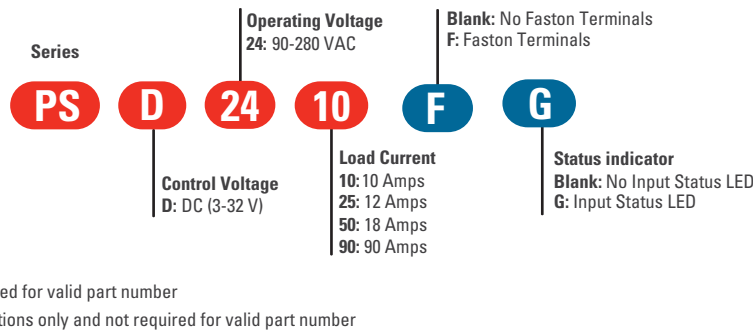 Operating Voltage
24: 90-280 VAC
Blank: No Faston Terminals
F: Faston Terminals
Series
PS D 24 10 F G
Control Voltage
D: DC (3-32 V)
Load Current
10: 10 Amps
25: 12 Amps
50: 18 Amps
90: 90 Amps
Status indicator
Blank: No Input Status LED
G: Input Status LED
ed for valid part number
tions only and not required for valid part number